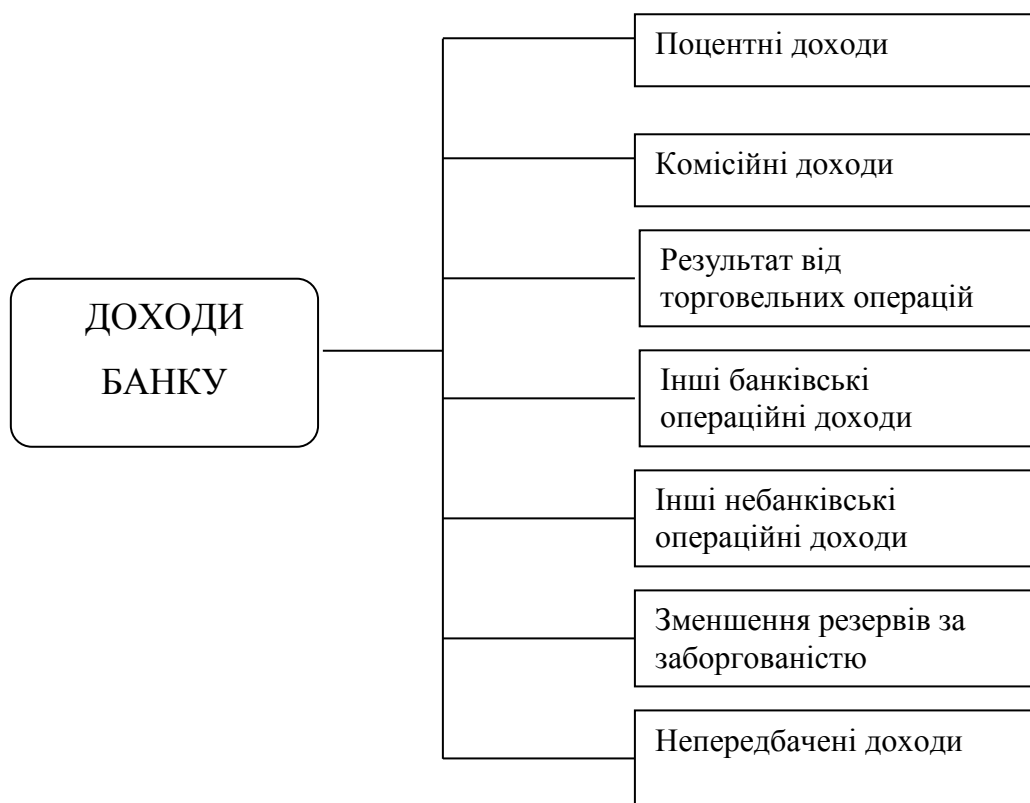 ДОХОДИ
БАНКУ
Поцентні доходи
Комісійні доходи
Результат від
торговельних операцій
Інші банківські
операційні доходи
Інші небанківські
операційні доходи
Зменшення резервів за
заборгованістю
Непередбачені доходи